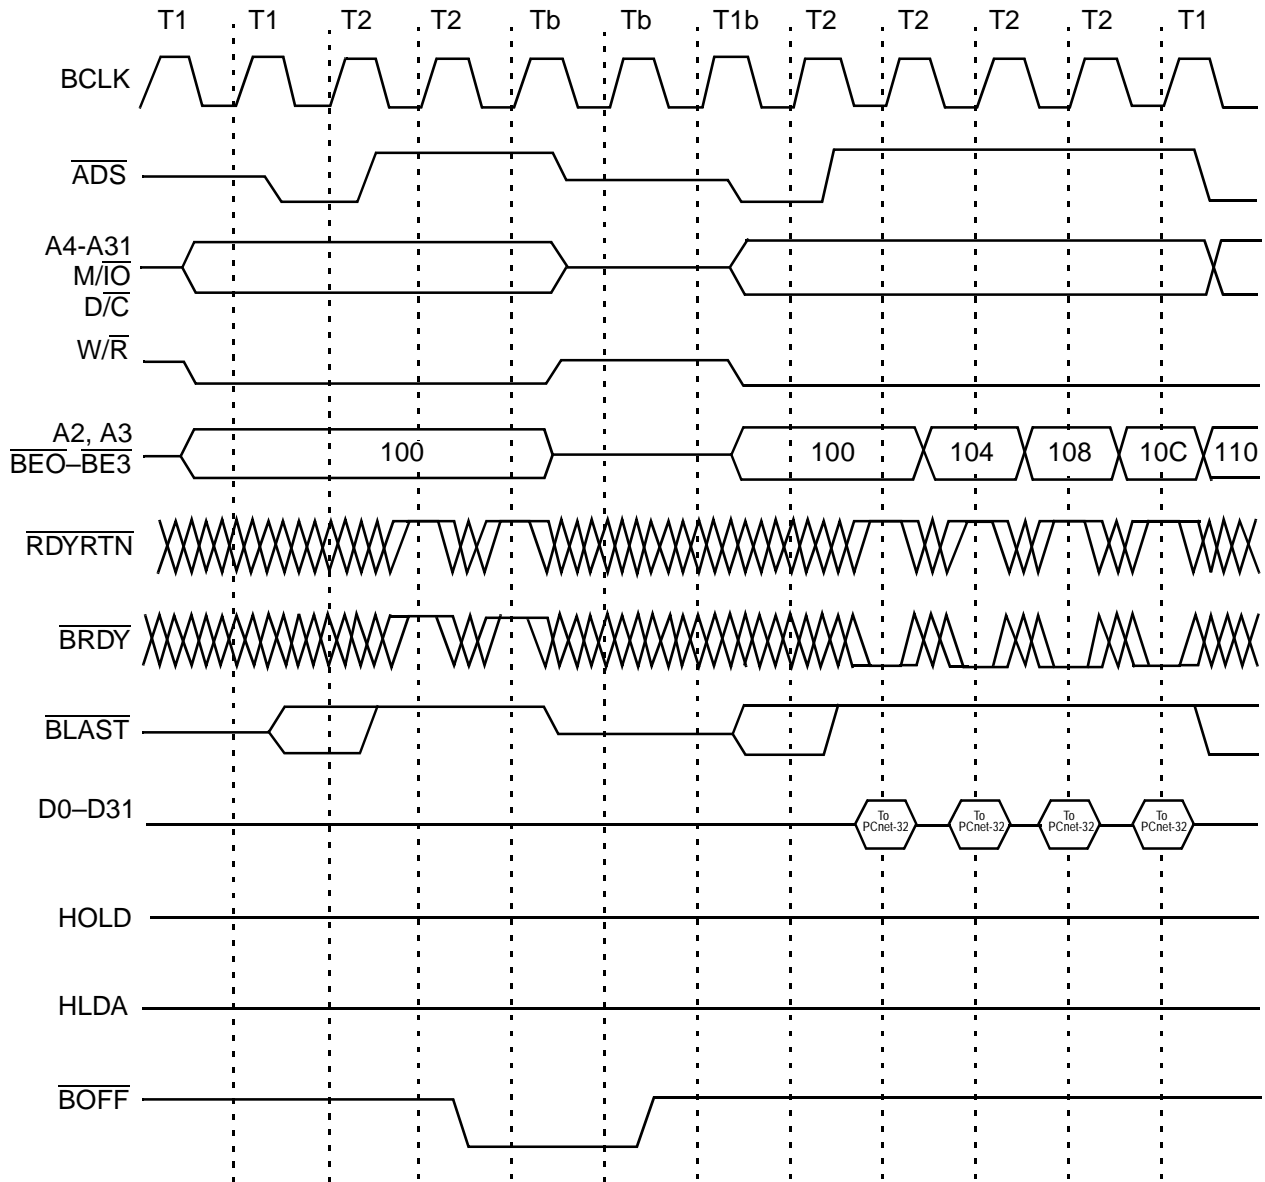 T1 T1 T2 T2 Tb Tb T1b T2 T2 T2 T2 T1
BCLK
ADS
A4-A31
M/IO
D/C
W/R
A2, A3
BEO–BE3
100 100 104 108 10C 110
RDYRTN
BRDY
BLAST
D0–D31
To To To To
PCnet-32 PCnet-32 PCnet-32 PCnet-32
HOLD
HLDA
BOFF